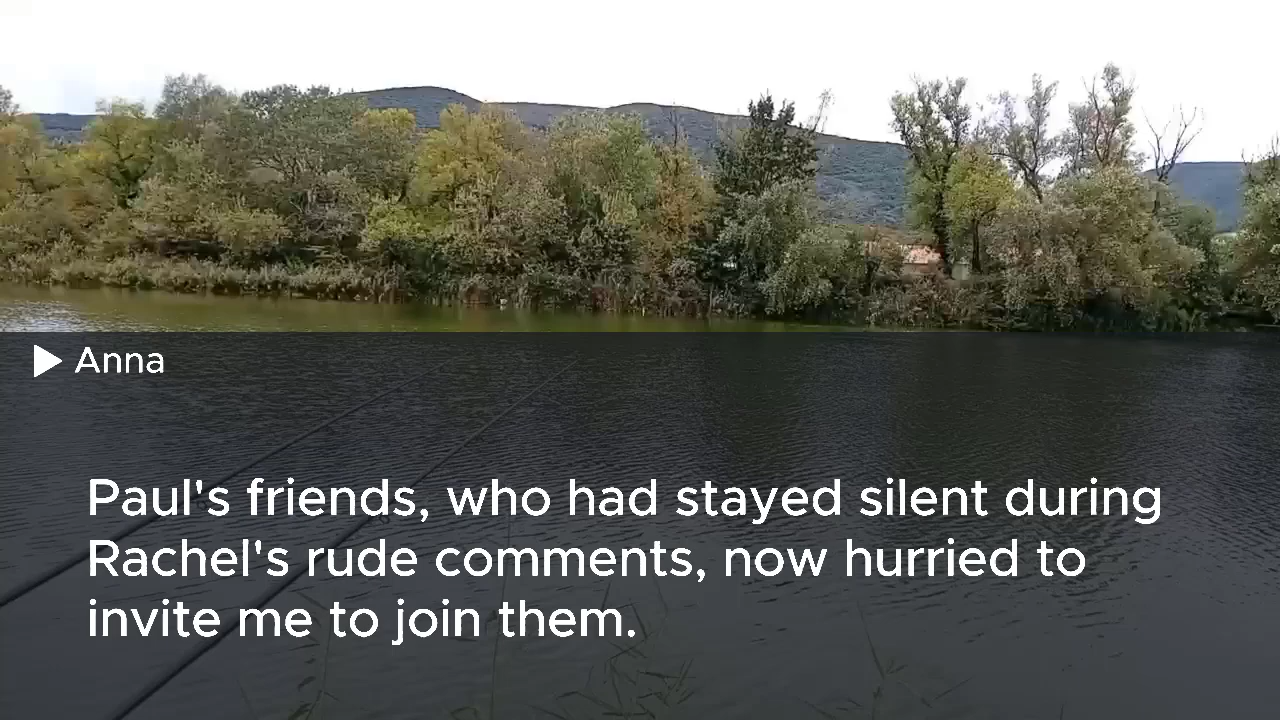 Anna
Paul's friends, who had stayed silent during
Rachel's rude comments, now hurried to
invite me to join them.